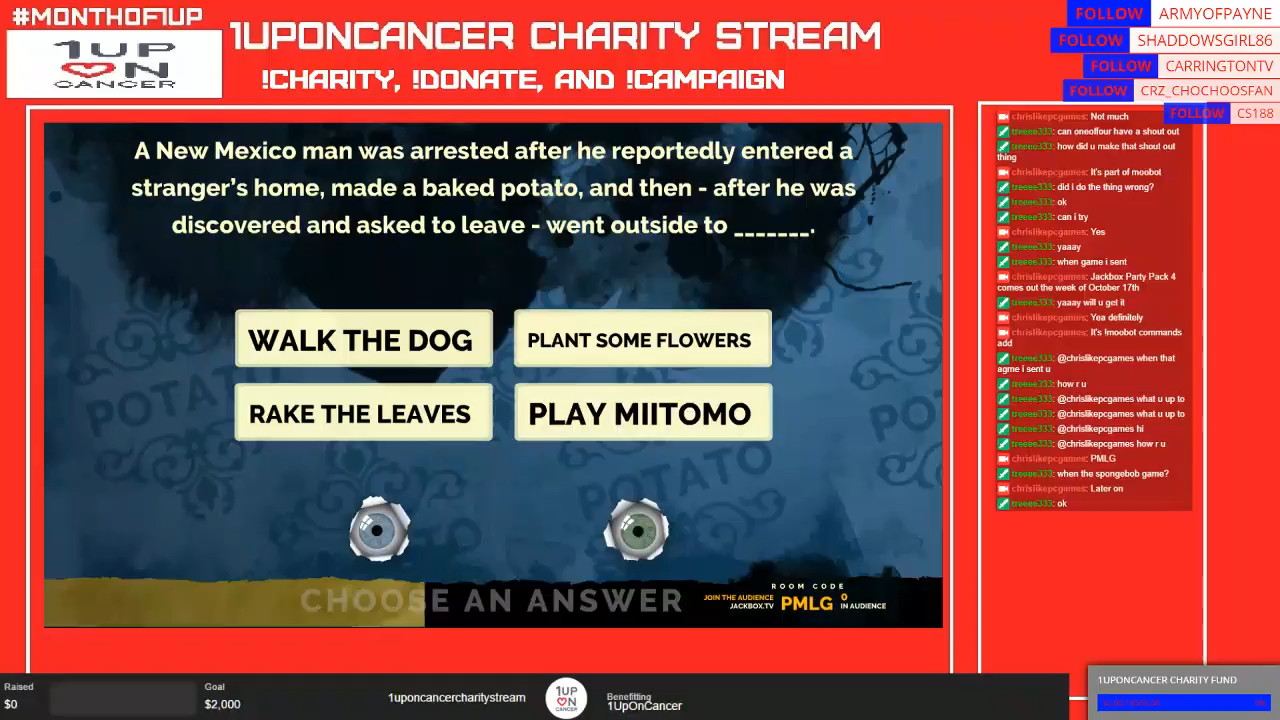 #MONTHOF1UP
1UP
ON
CANCER
1UPONCANCER CHARITY STREAM
!CHARITY, !DONATE, AND !CAMPAIGN
FOLLOW ARMYOFPAYNE
FOLLOW SHADDOWSGIRL86
FOLLOW CARRINGTONTV
FOLLOW CRZ_CHOCHOOSFAN
FOLLOW CS188
A New Mexico man was arrested after he reportedly entered a
stranger's home, made a baked potato, and then - after he was
discovered and asked to leave - went outside to _______.
WALK THE DOG
PLANT SOME FLOWERS
RAKE THE LEAVES
PLAY MIITOMO
CHOOSE AN ANSWER
JOIN THE AUDIENCE
JACKBOX.TV
ROOM CODE
PMLG
0
IN AUDIENCE
chrislikepcgames: Not much
treeee333: can oneoffour have a shout out
treeee333: how did u make that shout out
thing
chrislikepcgames: It's part of moobot
treeee333: did i do the thing wrong?
treeee333: ok
treeee333: can i try
chrislikepcgames: Yes
treeee333: yaaay
treeee333: when game i sent
chrislikepcgames: Jackbox Party Pack 4
comes out the week of October 17th
treeee333: yaaay will u get it
chrislikepcgames: Yea definitely
chrislikepcgames: It's !moobot commands
add
treeee333: @chrislikepcgames when that
agme i sent u
treeee333: how r u
treeee333: @chrislikepcgames what u up to
treeee333: @chrislikepcgames what u up to
treeee333: @chrislikepcgames hi
treeee333: @chrislikepcgames how r u
chrislikepcgames: PMLG
treeee333: when the spongebob game?
chrislikepcgames: Later on
treeee333: ok
Raised
$0
Goal
$2,000
1uponcancercharitystream
1UP
ON
CANCER
Benefitting
1UpOnCancer
1UPONCANCER CHARITY FUND